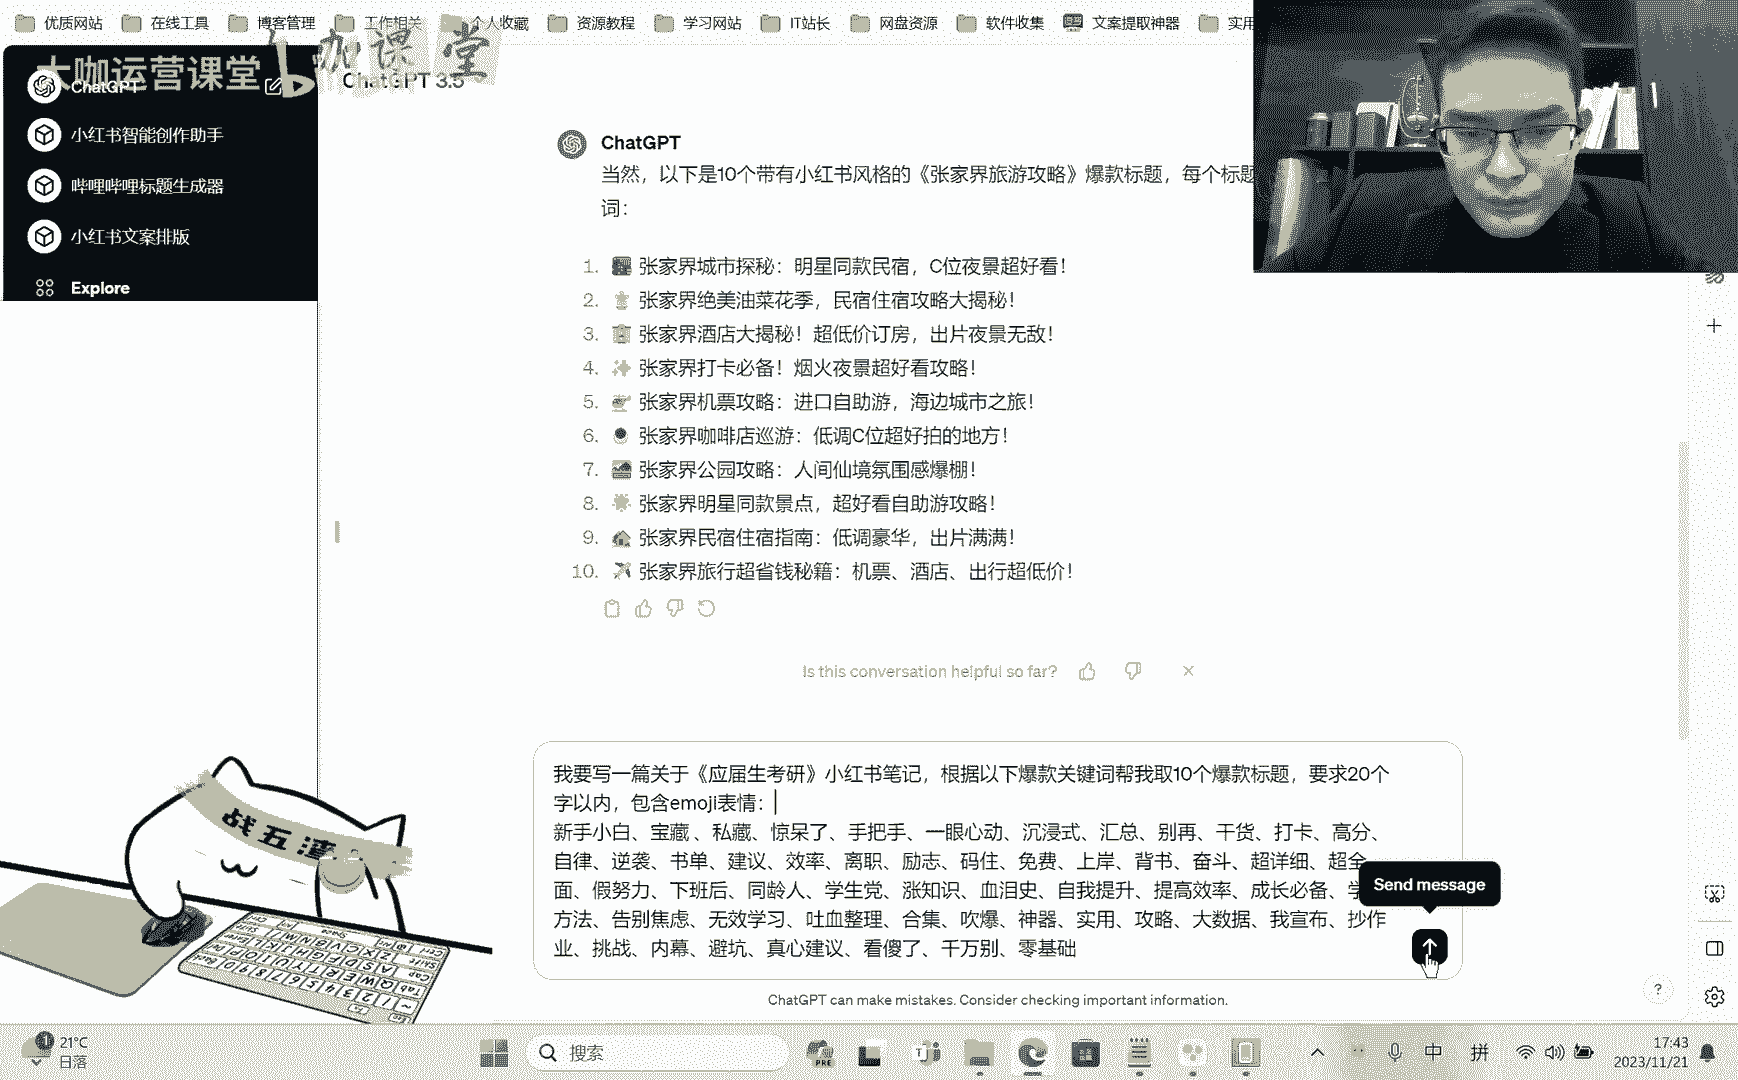 优质网站 在线工具 博客管理 工作相关 个人收藏 资源教程 学习网站 IT站长 网盘资源 软件收集 文案提取神器 实用
大咖运营课堂
咖课堂
ChatGPT
ChatGPT 3.5
小红书智能创作助手
哔哩哔哩标题生成器
小红书文案排版
Explore
ChatGPT
当然，以下是10个带有小红书风格的《张家界旅游攻略》爆款标题，每个标题
词：
1. 张家界城市探秘：明星同款民宿，C位夜景超好看！
2. 张家界绝美油菜花季，民宿住宿攻略大揭秘！
3. 张家界酒店大揭秘！超低价订房，出片夜景无敌！
4. ✨ 张家界打卡必备！烟火夜景超好看攻略！
5. 张家界机票攻略：进口自助游，海边城市之旅！
6. 张家界咖啡店巡游：低调C位超好拍的地方！
7. 张家界公园攻略：人间仙境氛围感爆棚！
8. 张家界明星同款景点，超好看自助游攻略！
9. 张家界民宿住宿指南：低调豪华，出片满满！
10. 张家界旅行超省钱秘籍：机票、酒店、出行超低价！
Is this conversation helpful so far?
我要写一篇关于《应届生考研》小红书笔记，根据以下爆款关键词帮我取10个爆款标题，要求20个
字以内，包含emoji表情：
新手小白、宝藏 、私藏、惊呆了、手把手、一眼心动、沉浸式、汇总、别再、干货、打卡、高分、
自律、逆袭、书单、建议、效率、离职、励志、码住、免费、上岸、背书、奋斗、超详细、超全
面、假努力、下班后、同龄人、学生党、涨知识、血泪史、自我提升、提高效率、成长必备、学
方法、告别焦虑、无效学习、吐血整理、合集、吹爆、神器、实用、攻略、大数据、我宣布、抄作
业、挑战、内幕、避坑、真心建议、看傻了、千万别、零基础
Send message
ChatGPT can make mistakes. Consider checking important information.
?
战五渣
1
21°C
日落
搜索
PRE
中
拼
17:43
2023/11/21